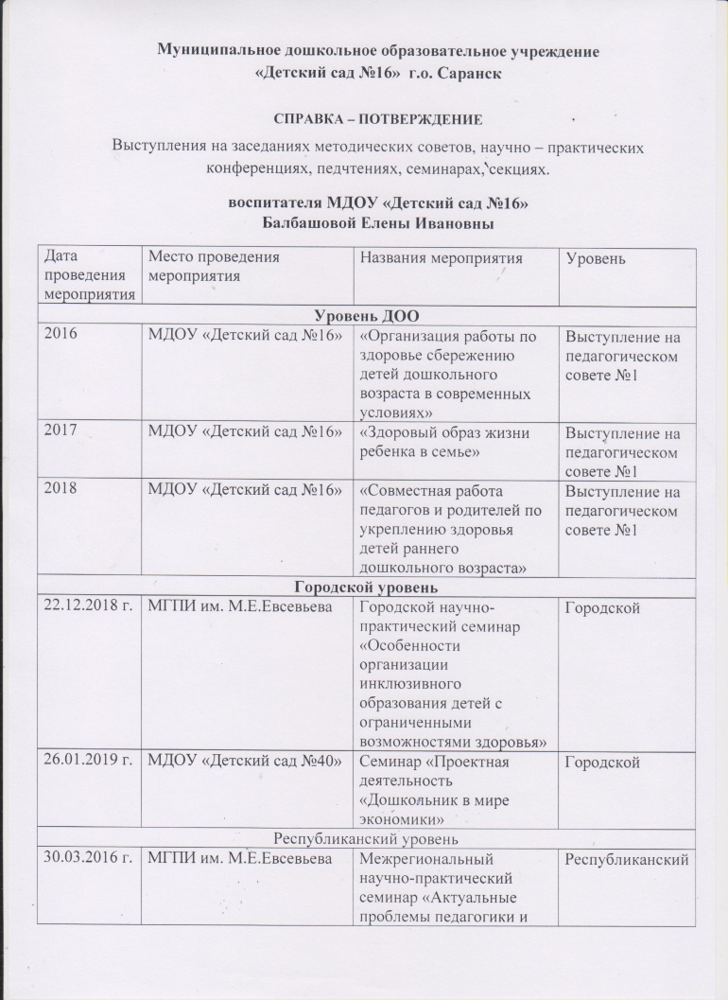 Муниципальное дошкольное образовательное учреждение
«Детский сад №16» г.о. Саранск
СПРАВКА – ПОТВЕРЖДЕНИЕ
Выступления на заседаниях методических советов, научно – практических
конференциях, педчтениях, семинарах, секциях.
воспитателя МДОУ «Детский сад №16»
Балбашовой Елены Ивановны
Дата
проведения
мероприятия
Место проведения
мероприятия
Названия мероприятия
Уровень
Уровень ДОО
2016
МДОУ «Детский сад №16»
«Организация работы по
здоровье сбережению
детей дошкольного
возраста в современных
условиях»
Выступление на
педагогическом
совете №1
2017
МДОУ «Детский сад №16»
«Здоровый образ жизни
ребенка в семье»
Выступление на
педагогическом
совете №1
2018
МДОУ «Детский сад №16»
«Совместная работа
педагогов и родителей по
укреплению здоровья
детей раннего
дошкольного возраста»
Выступление на
педагогическом
совете №1
Городской уровень
22.12.2018 г.
МГПИ им. М.Е.Евсевьева
Городской научно-
практический семинар
«Особенности
организации
инклюзивного
образования детей с
ограниченными
возможностями здоровья»
Городской
26.01.2019 г.
МДОУ «Детский сад №40»
Семинар «Проектная
деятельность
«Дошкольник в мире
экономики»
Городской
Республиканский уровень
30.03.2016 г.
МГПИ им. М.Е.Евсевьева
Межрегиональный
научно-практический
семинар «Актуальные
проблемы педагогики и
Республиканский